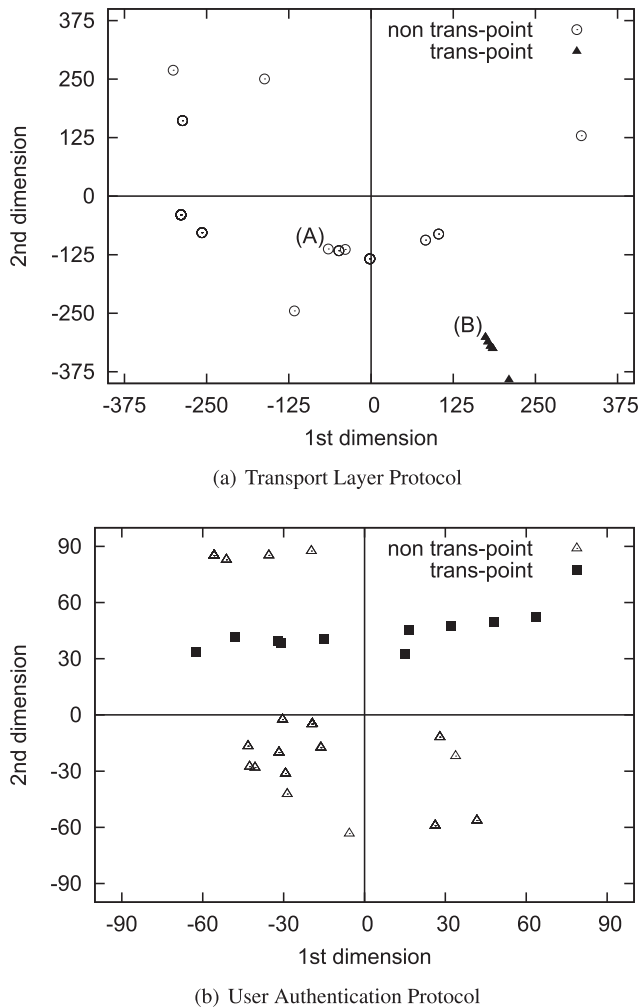 375
non trans-point
trans-point
250
125
0
2nd dimension
(A)
-125
(B)
-250
-375
-375 -250 -125 0 125 250 375
1st dimension
(a) Transport Layer Protocol
90
non trans-point
trans-point
60
30
0
2nd dimension
-30
-60
-90
-90 -60 -30 0 30 60 90
1st dimension
(b) User Authentication Protocol